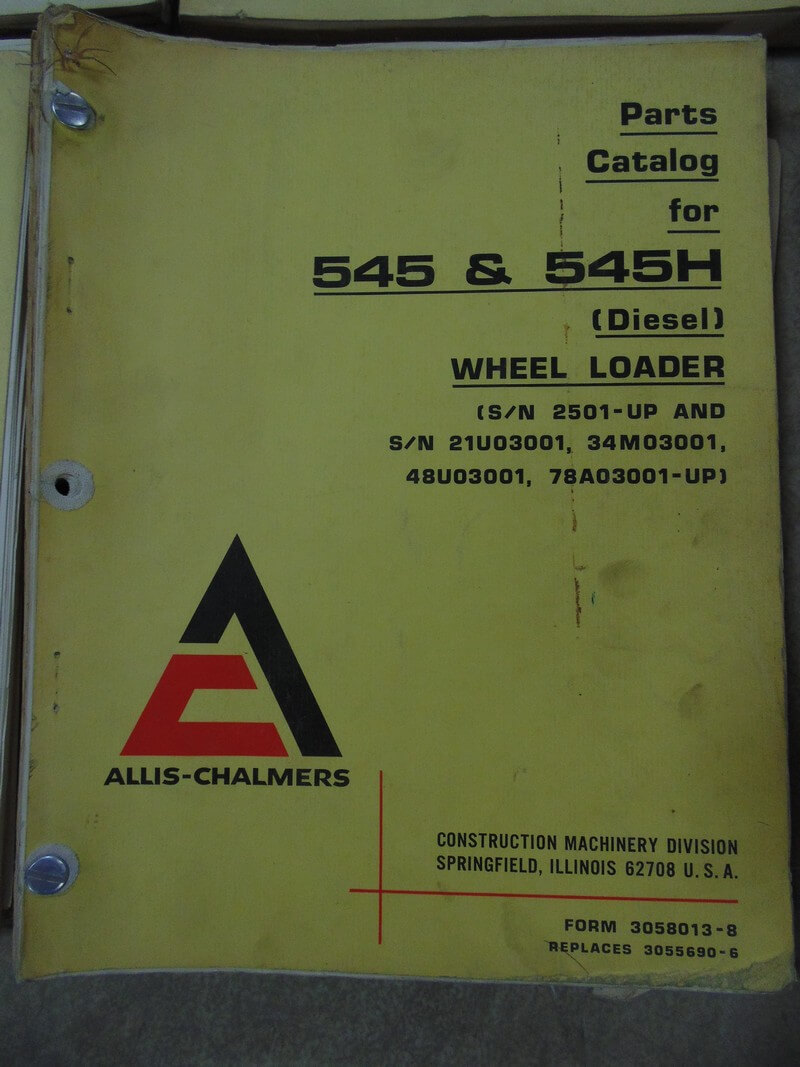 Parts
Catalog
for
545 & 545H
(Diesel)
WHEEL LOADER
(S/N 2501-UP AND
S/N 21U03001, 34M03001,
48U03001, 78A03001-UP)
ALLIS-CHALMERS
CONSTRUCTION MACHINERY DIVISION
SPRINGFIELD, ILLINOIS 62708 U.S.A.
FORM 3058013-8
REPLACES 3055690-6